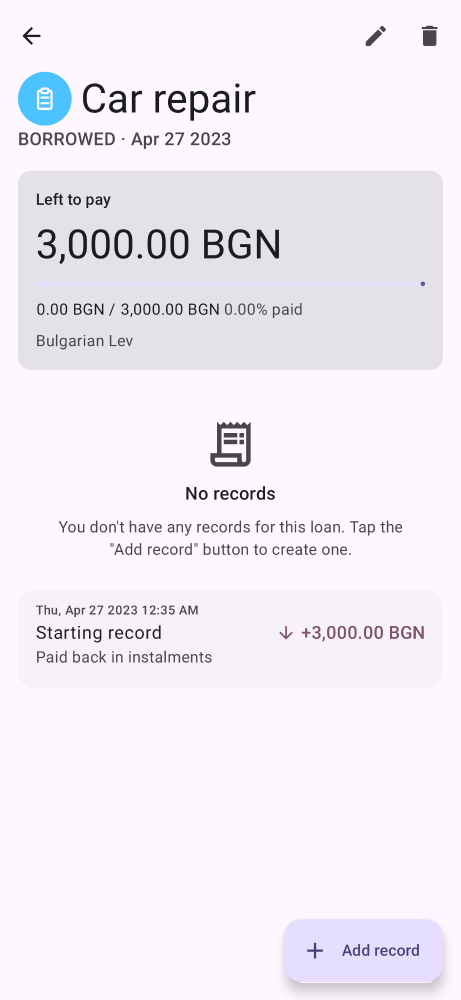 Car repair
BORROWED · Apr 27 2023
Left to pay
3,000.00 BGN
0.00 BGN / 3,000.00 BGN 0.00% paid
Bulgarian Lev
No records
You don't have any records for this loan. Tap the
"Add record" button to create one.
Thu, Apr 27 2023 12:35 AM
Starting record
+3,000.00 BGN
Paid back in instalments
Add record